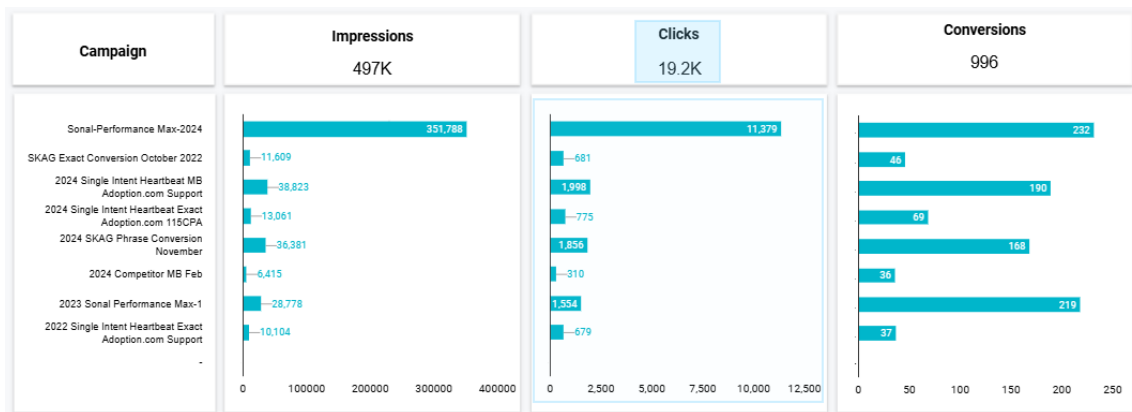 Campaign
Impressions
497K
Clicks
19.2K
Conversions
996
Sonal-Performance Max-2024
351,788
11,379
232
SKAG Exact Conversion October 2022
11,609
681
46
2024 Single Intent Heartbeat MB
Adoption.com Support
38,823
1,998
190
2024 Single Intent Heartbeat Exact
Adoption.com 115CPA
13,061
775
69
2024 SKAG Phrase Conversion
November
36,381
1,856
168
2024 Competitor MB Feb
6,415
310
36
2023 Sonal Performance Max-1
28,778
1,554
219
2022 Single Intent Heartbeat Exact
Adoption.com Support
10,104
679
37
-
0 100000 200000 300000 400000
0 2,500 5,000 7,500 10,000 12,500
0 50 100 150 200 250